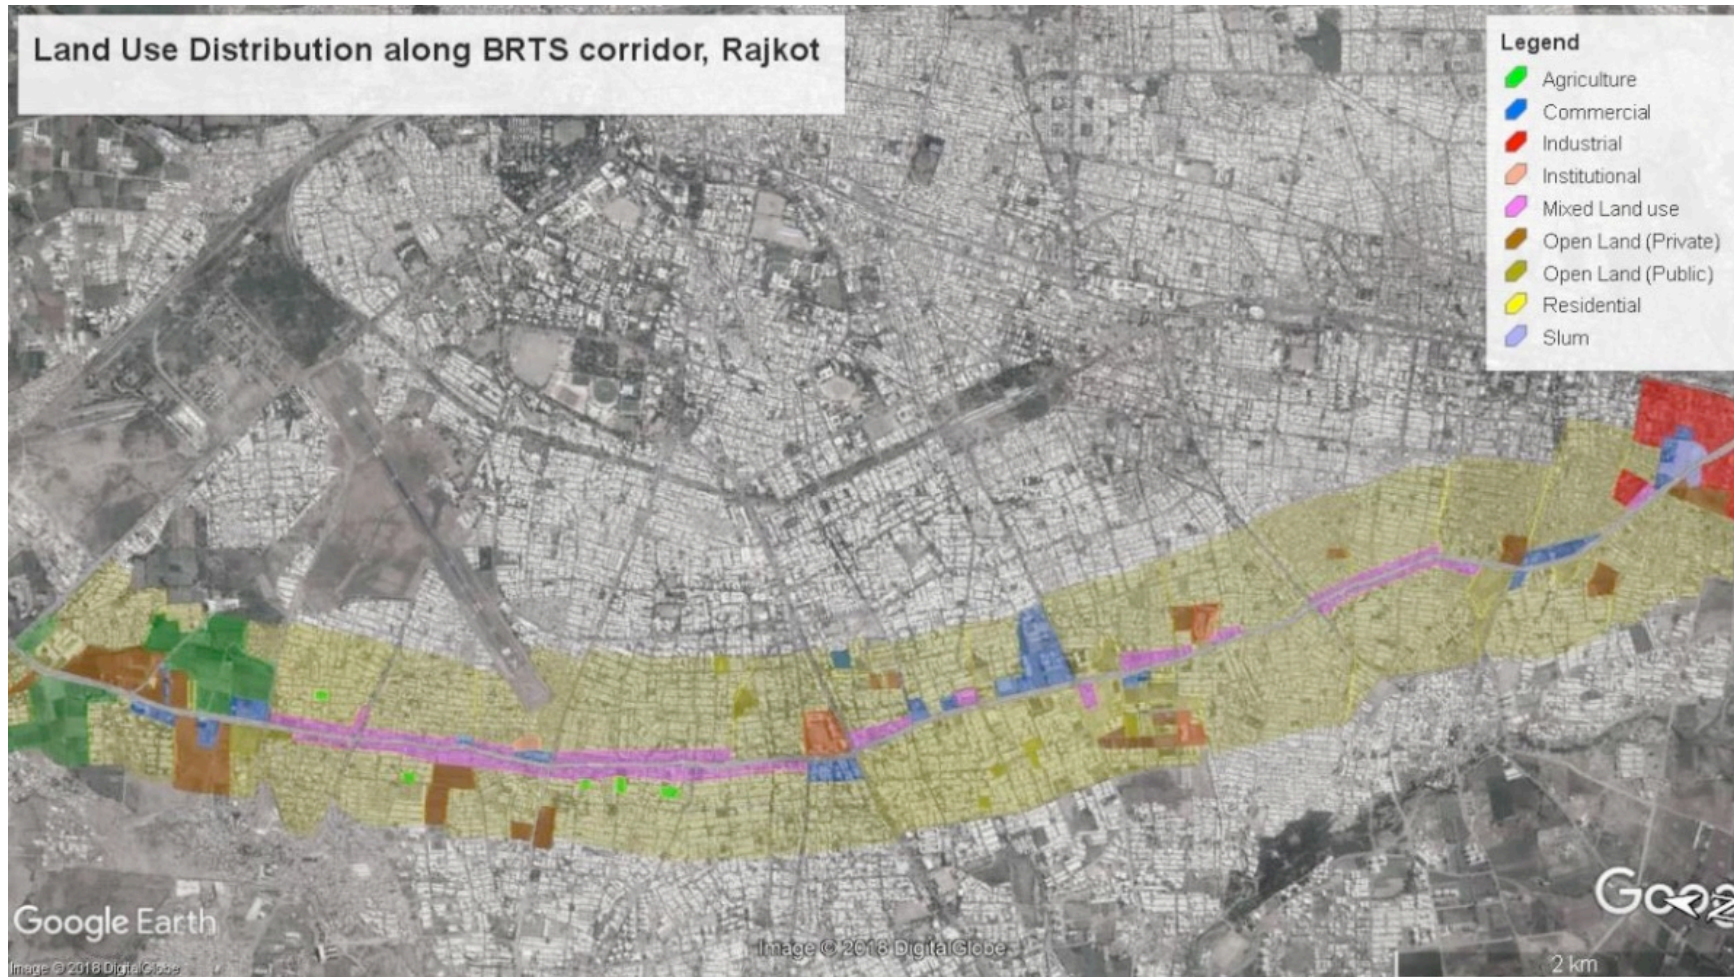 Land Use Distribution along BRTS corridor, Rajkot
Legend
Agriculture
Commercial
Industrial
Institutional
Mixed Land use
Open Land (Private)
Open Land (Public)
Residential
Slum
Google Earth
Image © 2018 DigitalGlobe
Image © 2018 DigitalGlobe
2 km